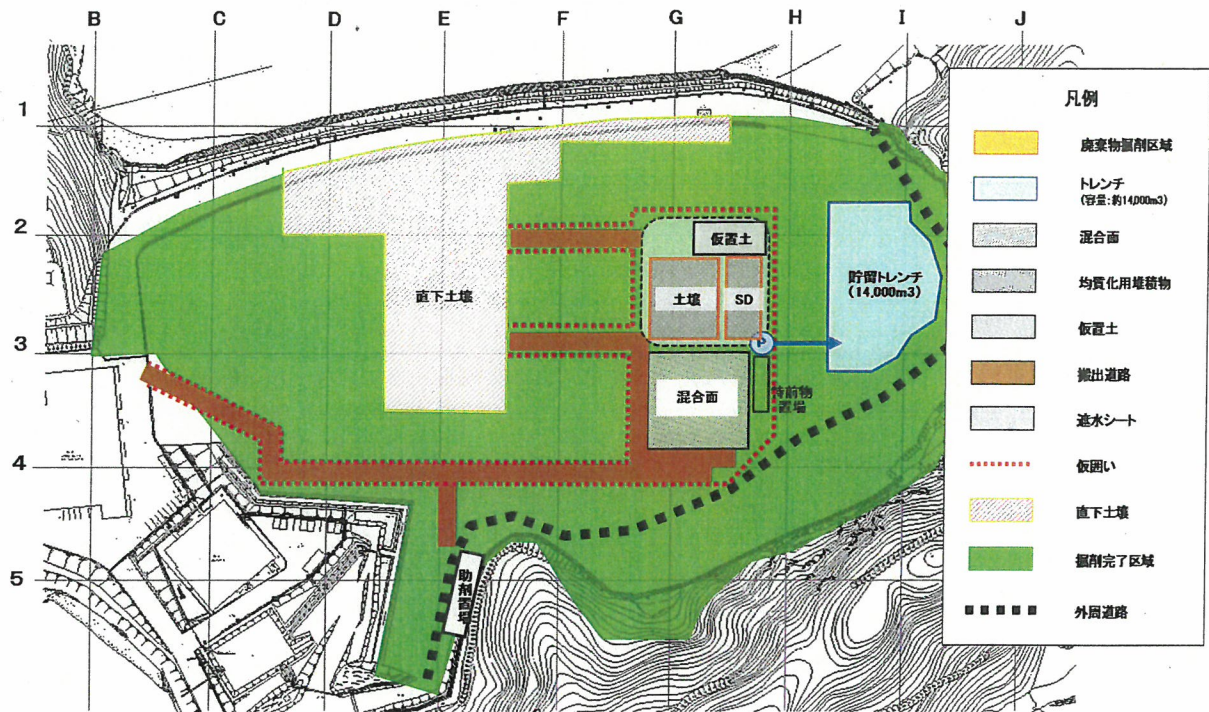 B C D E F G H I J
1
2
3
4
5
仮置土
土壌
SD
直下土壌
貯留トレンチ
(14,000m3)
P
混合面
特前物
置場
助剤置場
凡例
廃棄物掘削区域
トレンチ
(容量:約14,000m3)
混合面
均質化用堆積物
仮置土
搬出道路
遮水シート
仮囲い
直下土壌
掘削完了区域
外周道路